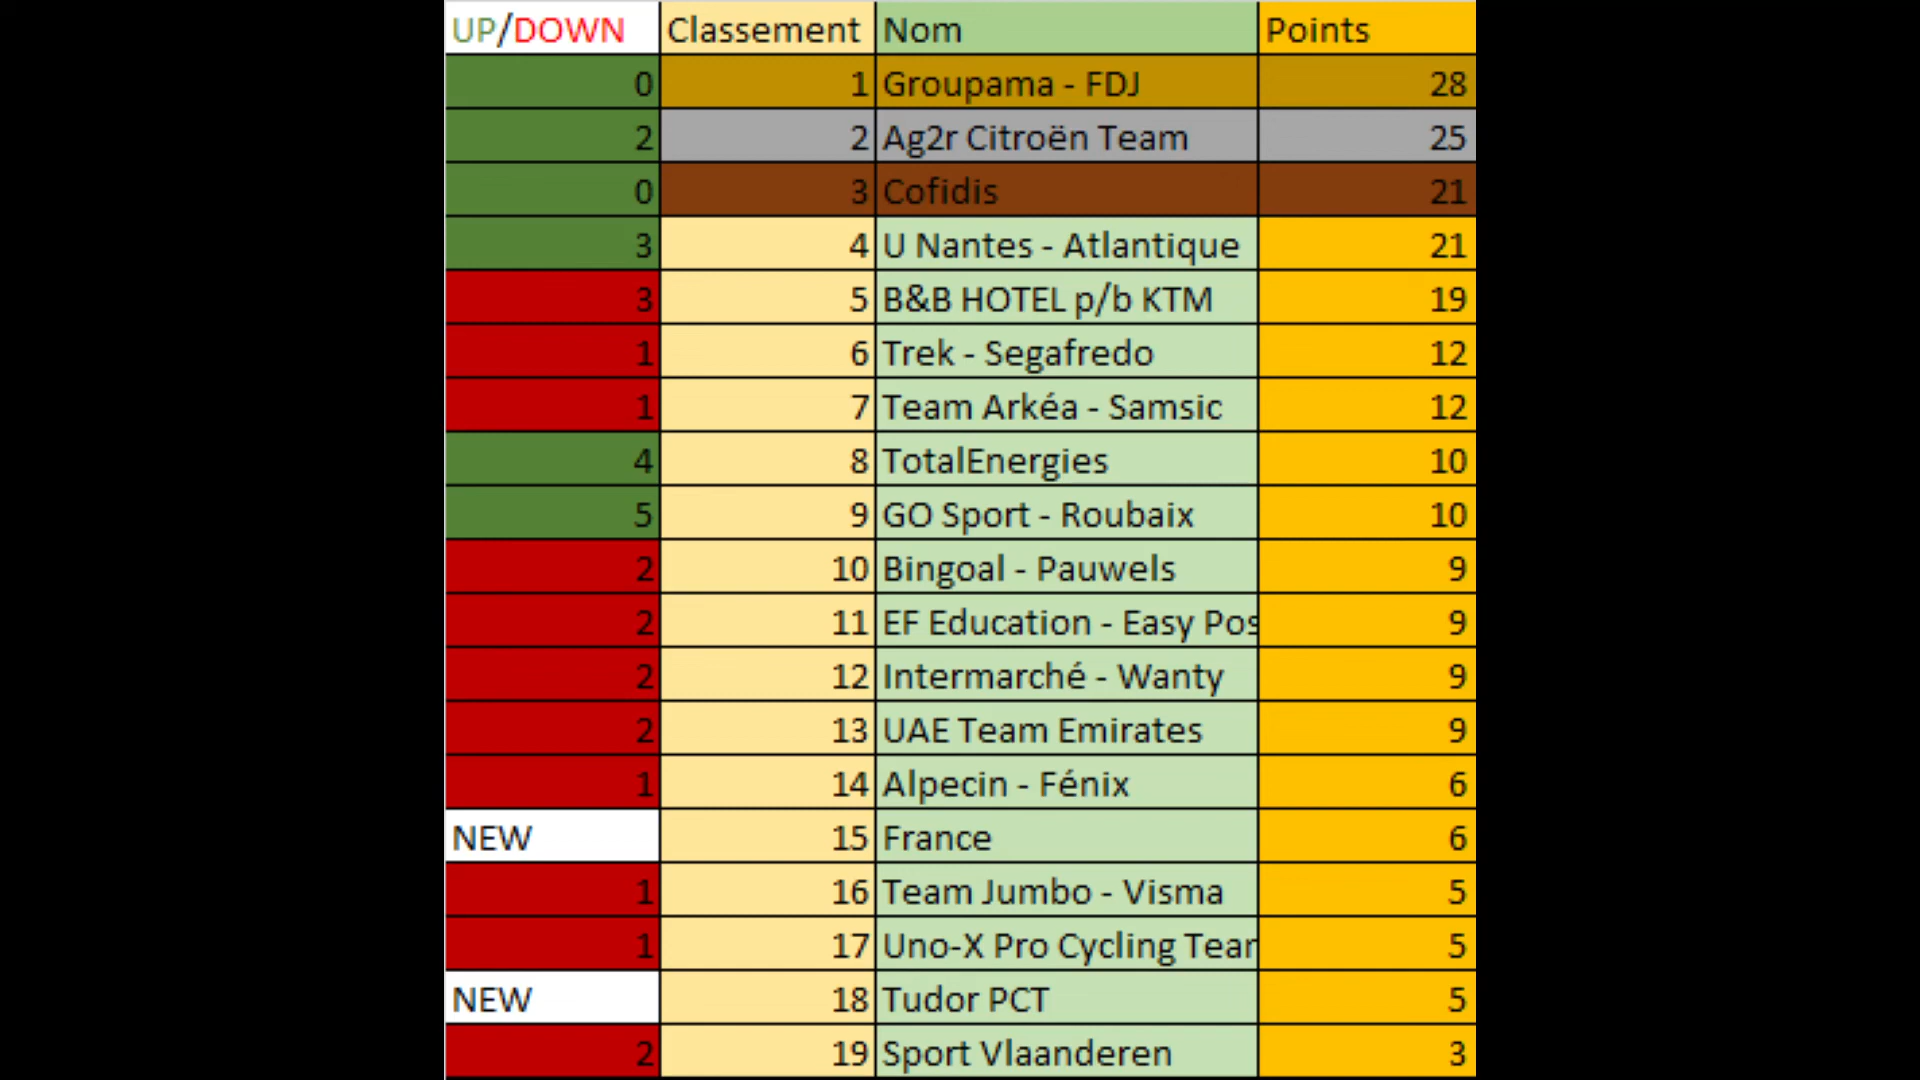 UP/DOWN Classement Nom Points
0 1 Groupama - FDJ 28
2 2 Ag2r Citroën Team 25
0 3 Cofidis 21
3 4 U Nantes - Atlantique 21
3 5 B&B HOTEL p/b KTM 19
1 6 Trek - Segafredo 12
1 7 Team Arkéa - Samsic 12
4 8 TotalEnergies 10
5 9 GO Sport - Roubaix 10
2 10 Bingoal - Pauwels 9
2 11 EF Education - Easy Pos 9
2 12 Intermarché - Wanty 9
2 13 UAE Team Emirates 9
1 14 Alpecin - Fénix 6
NEW 15 France 6
1 16 Team Jumbo - Visma 5
1 17 Uno-X Pro Cycling Tear 5
NEW 18 Tudor PCT 5
2 19 Sport Vlaanderen 3